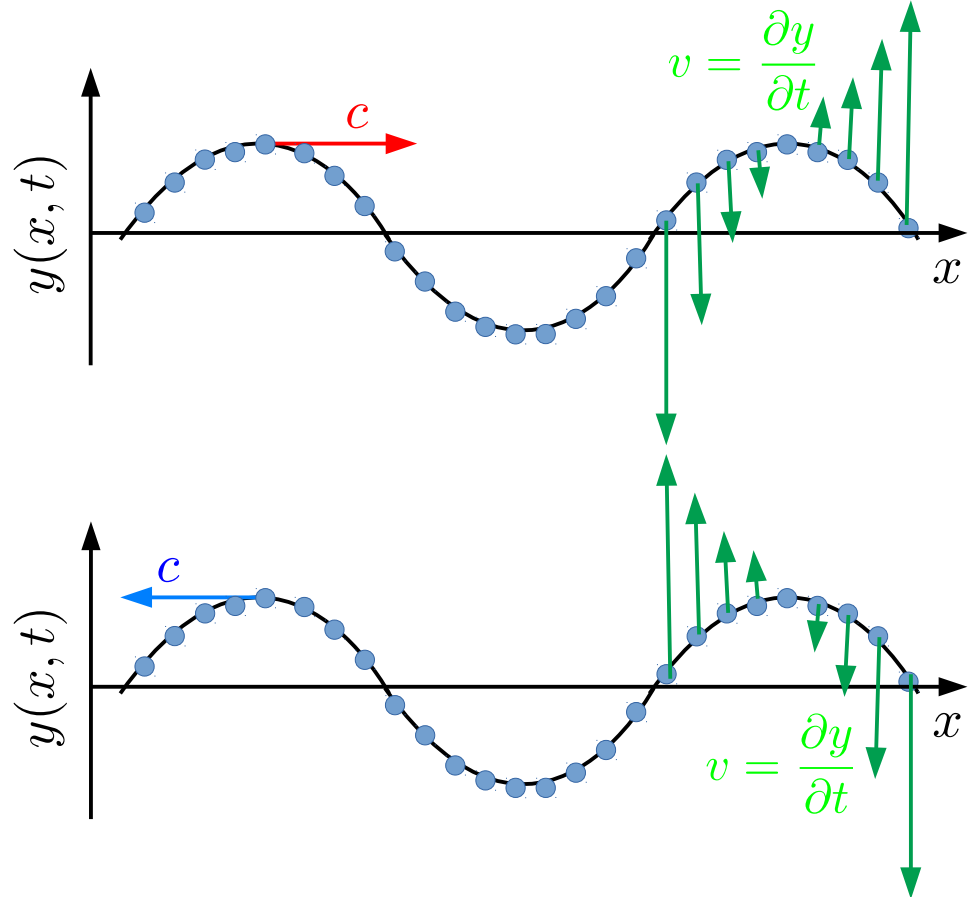 v = ∂y/∂t
c
y(x, t)
x
c
y(x, t)
x
v = ∂y/∂t